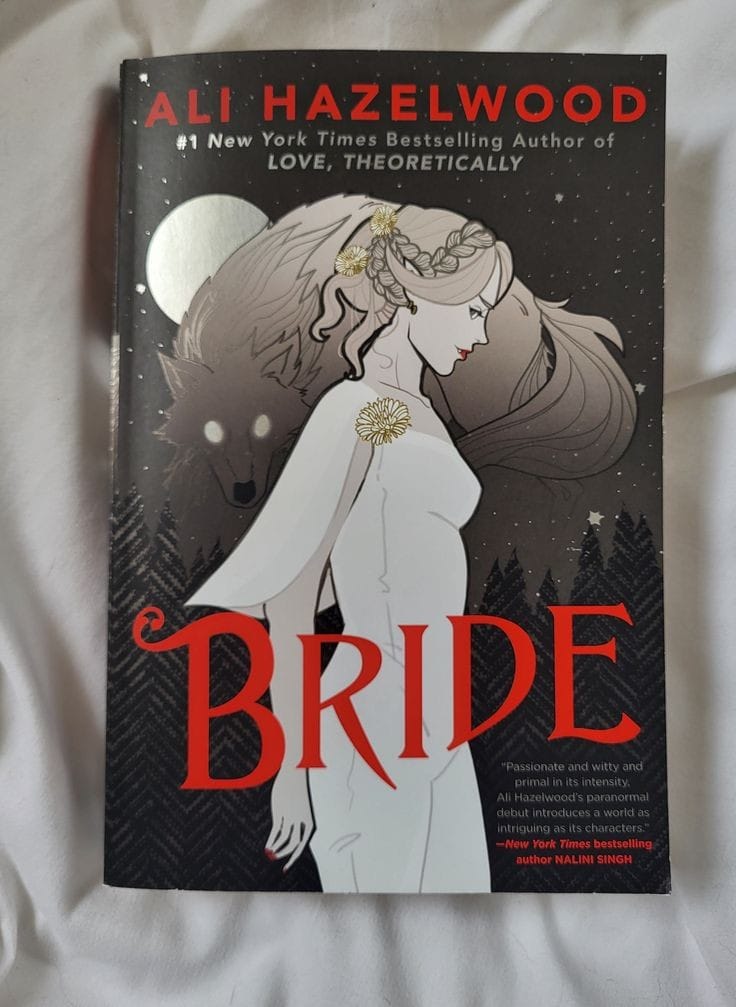 ALI HAZELWOOD
#1 New York Times Bestselling Author of
LOVE, THEORETICALLY
BRIDE
"Passionate and witty and
primal in its intensity,
Ali Hazelwood's paranormal
debut introduces a world as
intriguing as its characters."
—New York Times bestselling
author NALINI SINGH